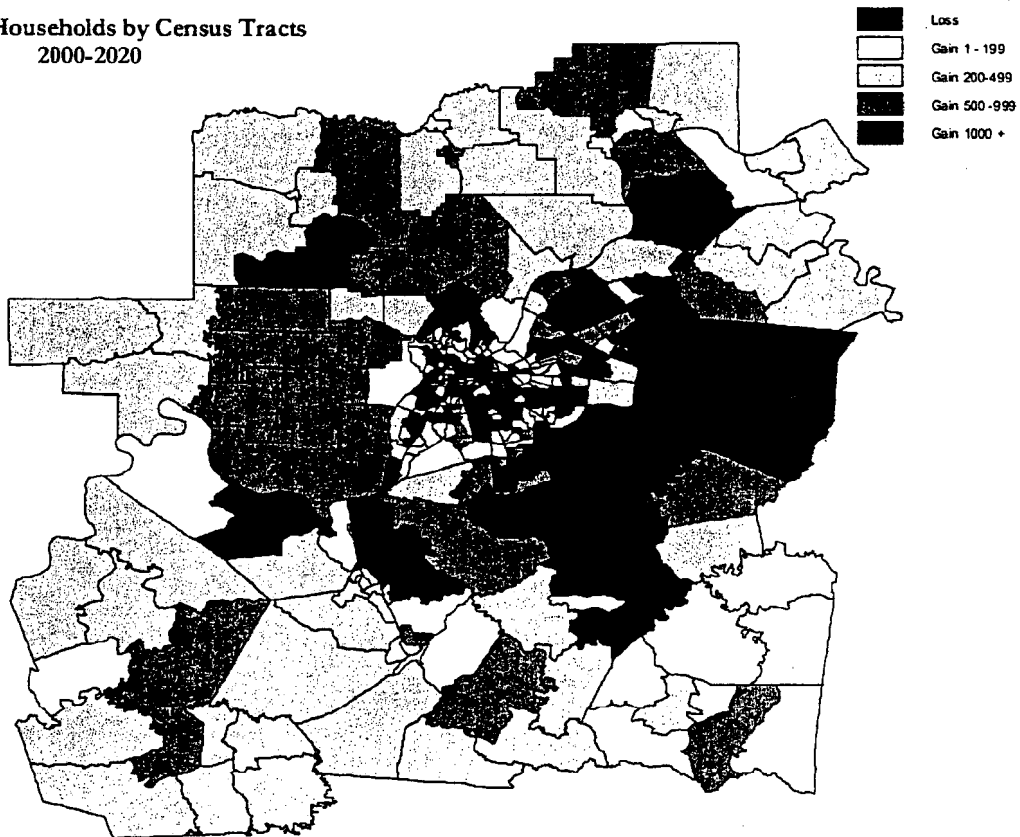 Households by Census Tracts
2000-2020
Loss
Gain 1 - 199
Gain 200-499
Gain 500-999
Gain 1000 +